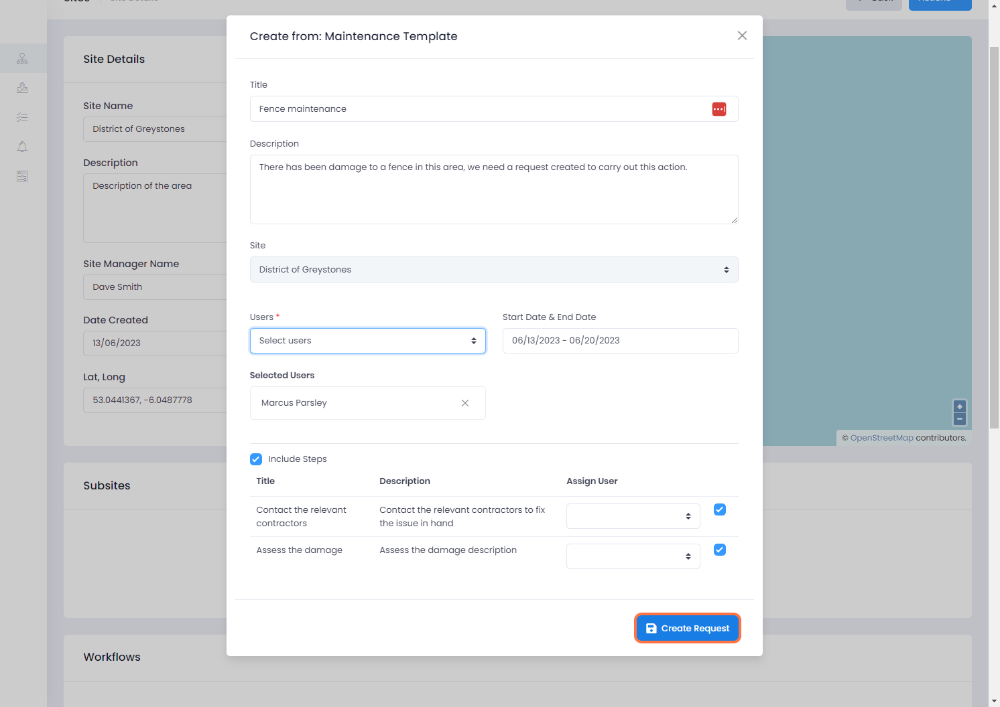 Create from: Maintenance Template
Site Details
Title
Site Name
Fence maintenance
District of Greystones
Description
Description
There has been damage to a fence in this area, we need a request created to carry out this action.
Description of the area
Site
Site Manager Name
District of Greystones
Dave Smith
Users *
Start Date & End Date
Date Created
Select users
06/13/2023 - 06/20/2023
13/06/2023
Selected Users
Lat, Long
Marcus Parsley
53.0441367, -6.0487778
© OpenStreetMap contributors.
Include Steps
Title
Description
Assign User
Subsites
Contact the relevant
contractors
Contact the relevant contractors to fix
the issue in hand
Assess the damage
Assess the damage description
Create Request
Workflows